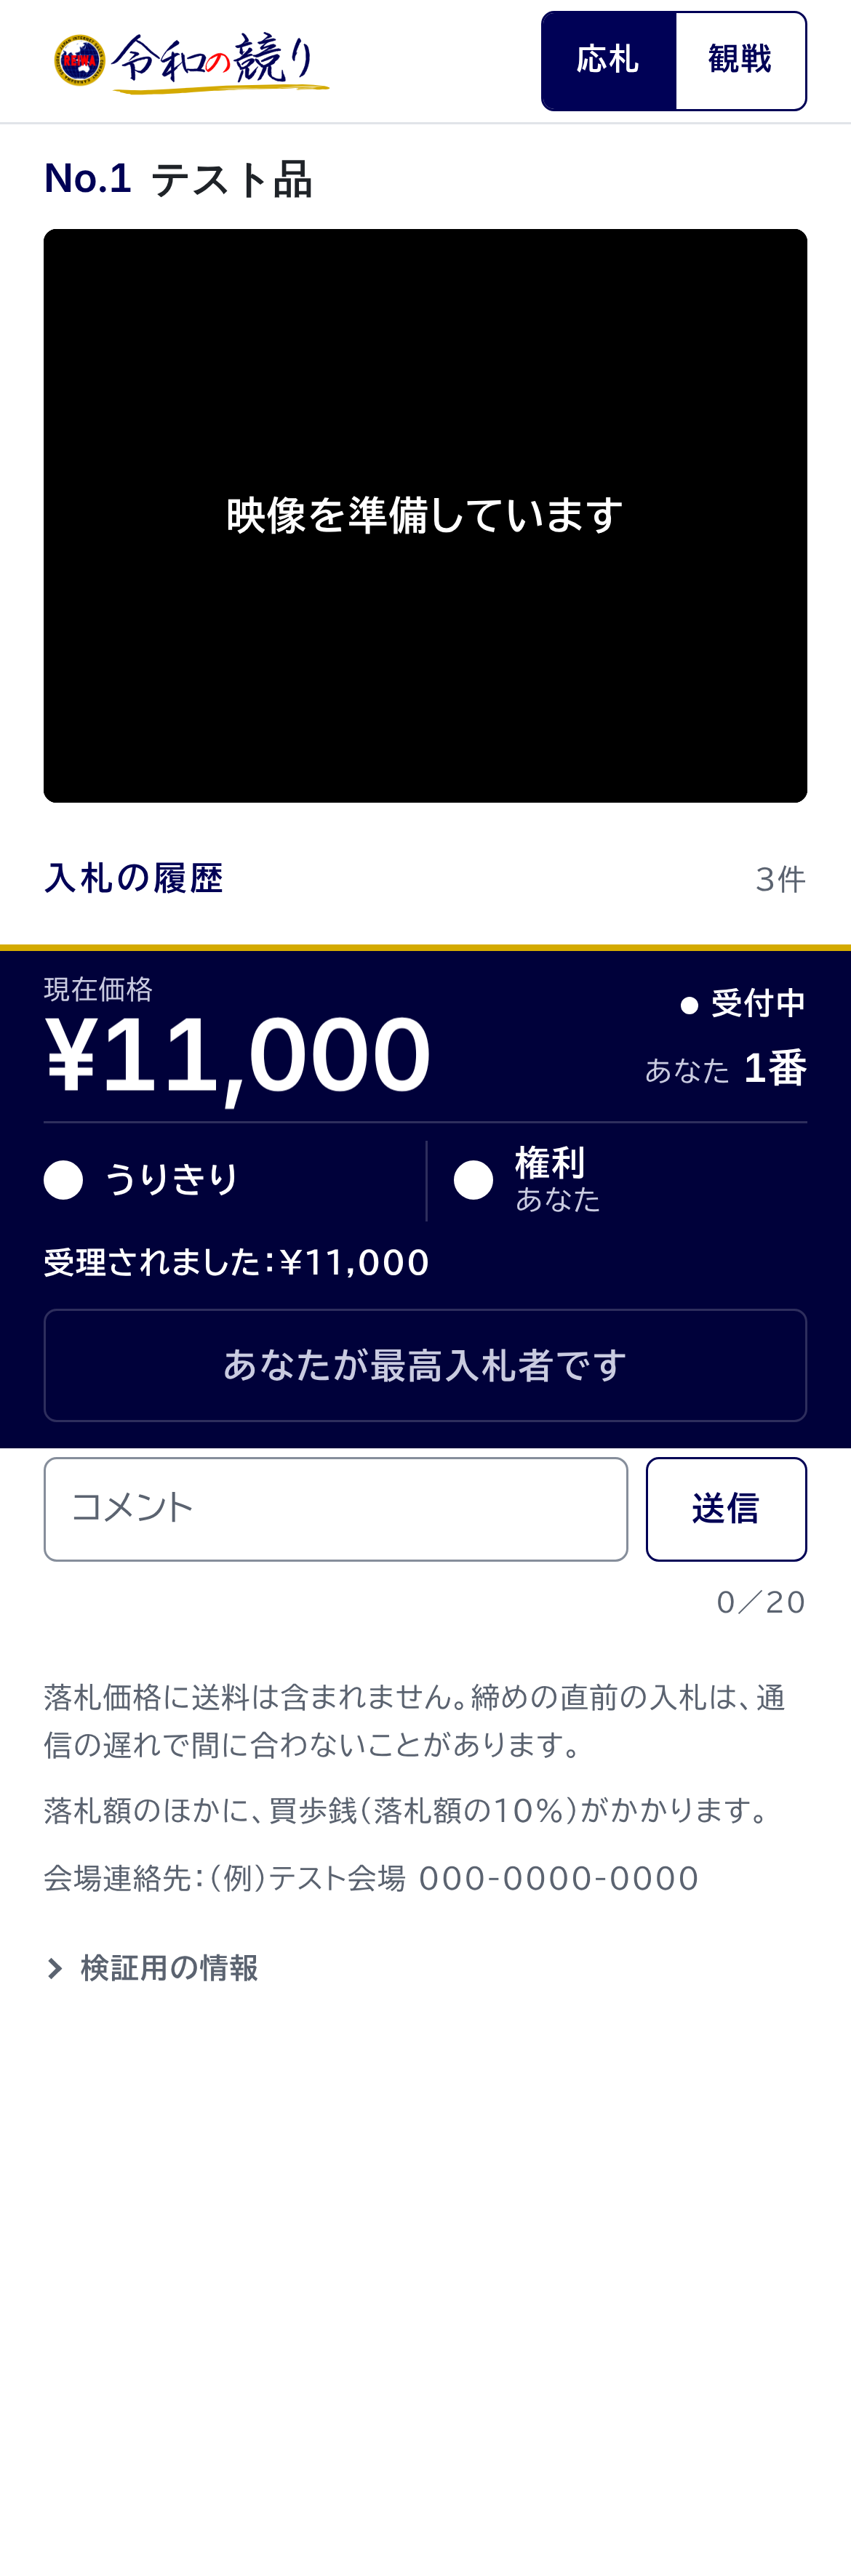 REIWA 令和の競り
応札 観戦
No.1 テスト品
映像を準備しています
入札の履歴 3件
現在価格
¥11,000
受付中
あなた 1番
うりきり
権利
あなた
受理されました：¥11,000
あなたが最高入札者です
コメント 送信
0／20
落札価格に送料は含まれません。締めの直前の入札は、通
信の遅れで間に合わないことがあります。
落札額のほかに、買歩銭（落札額の10％）がかかります。
会場連絡先：（例）テスト会場 000-0000-0000
検証用の情報